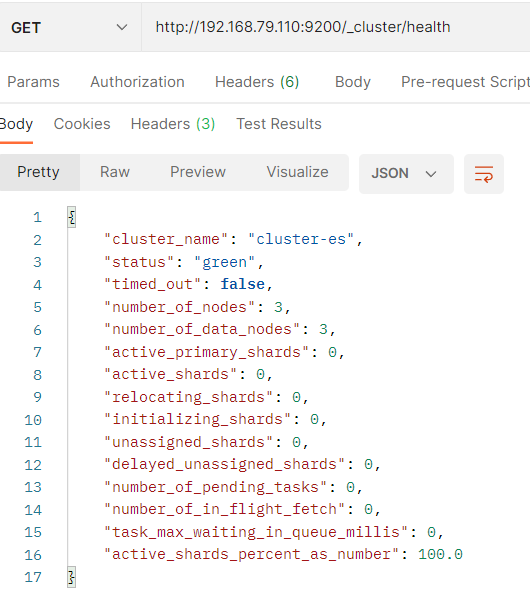 GET http://192.168.79.110:9200/_cluster/health
Params Authorization Headers (6) Body Pre-request Script
Body Cookies Headers (3) Test Results
Pretty Raw Preview Visualize JSON
1 {
2 "cluster_name": "cluster-es",
3 "status": "green",
4 "timed_out": false,
5 "number_of_nodes": 3,
6 "number_of_data_nodes": 3,
7 "active_primary_shards": 0,
8 "active_shards": 0,
9 "relocating_shards": 0,
10 "initializing_shards": 0,
11 "unassigned_shards": 0,
12 "delayed_unassigned_shards": 0,
13 "number_of_pending_tasks": 0,
14 "number_of_in_flight_fetch": 0,
15 "task_max_waiting_in_queue_millis": 0,
16 "active_shards_percent_as_number": 100.0
17 }